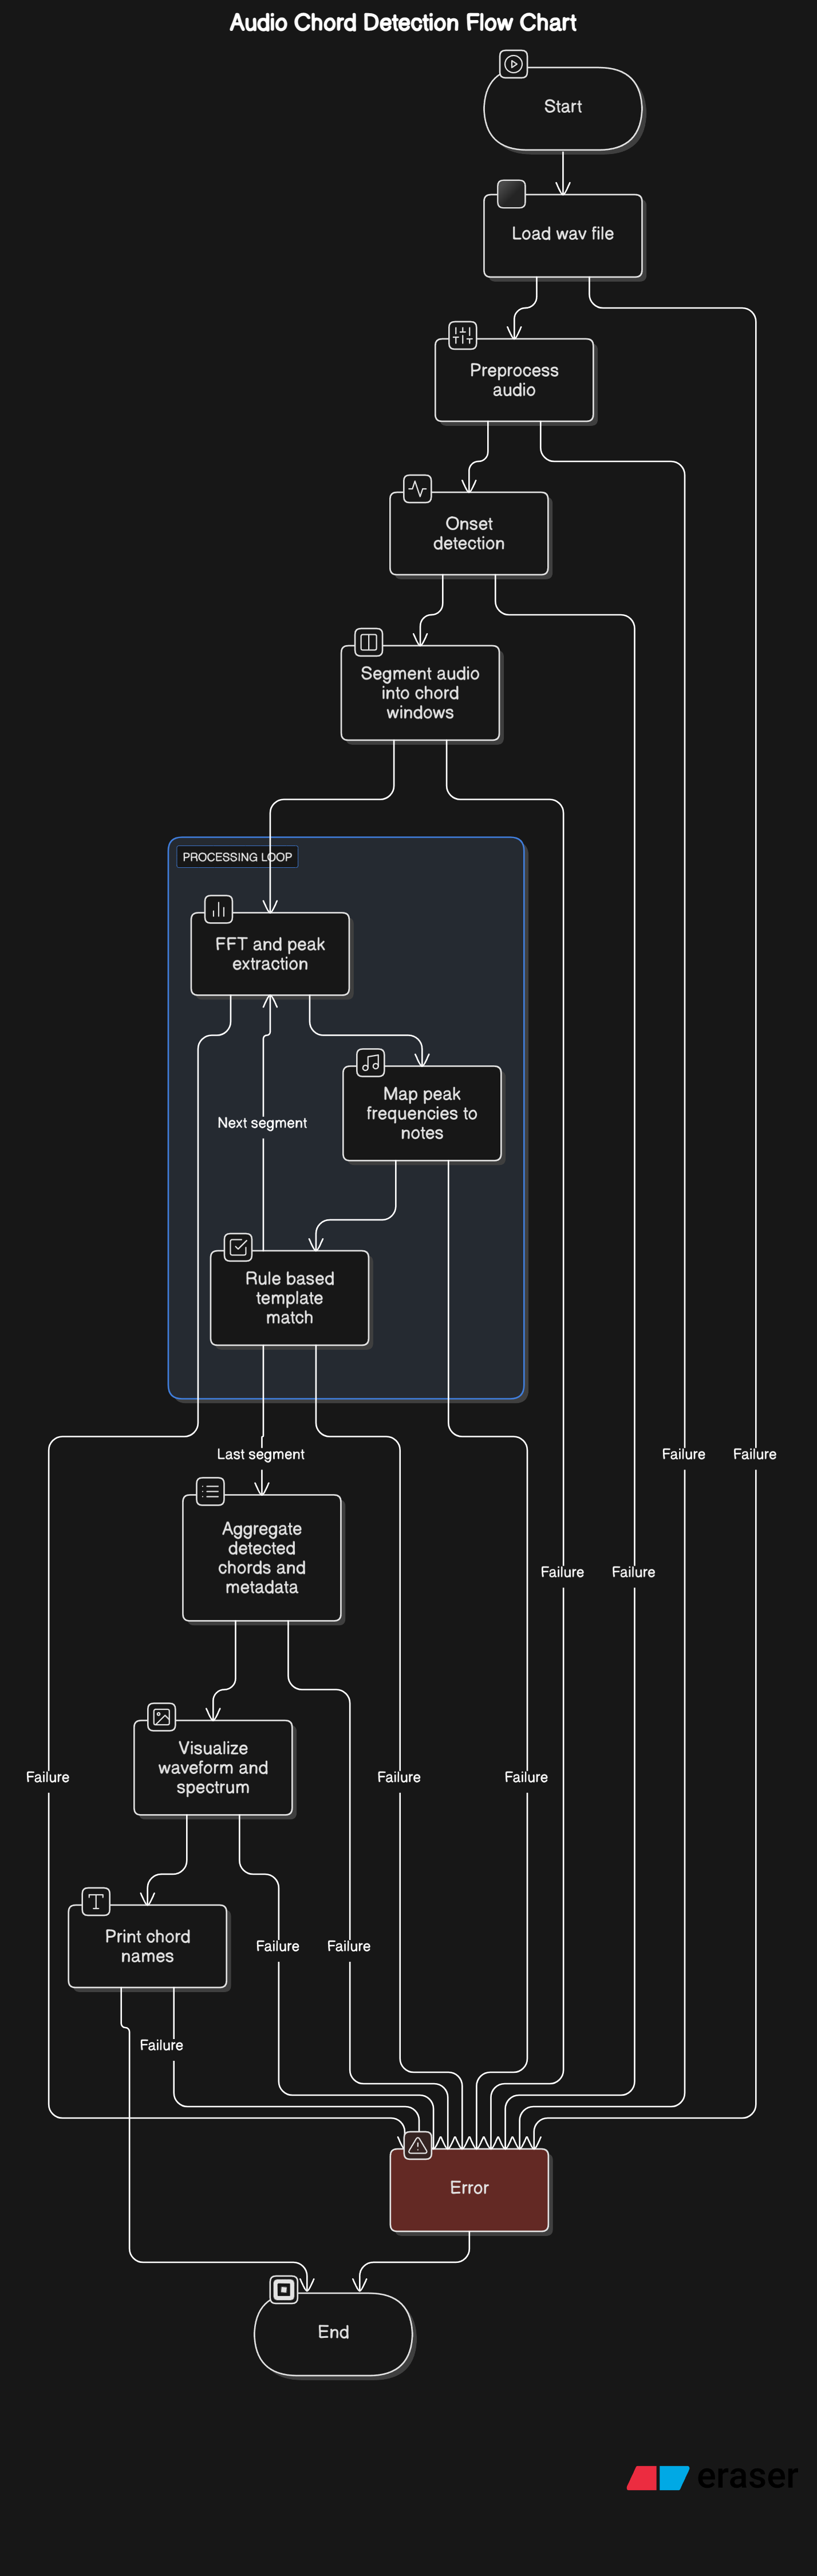 Audio Chord Detection Flow Chart
Start
Load wav file
Preprocess
audio
Onset
detection
Segment audio
into chord
windows
PROCESSING LOOP
FFT and peak
extraction
Map peak
frequencies to
notes
Next segment
Rule based
template
match
Last segment
Failure
Failure
Aggregate
detected
chords and
metadata
Failure
Failure
Visualize
waveform and
spectrum
Failure
Failure
Failure
Print chord
names
Failure
Failure
Failure
Error
End
eraser